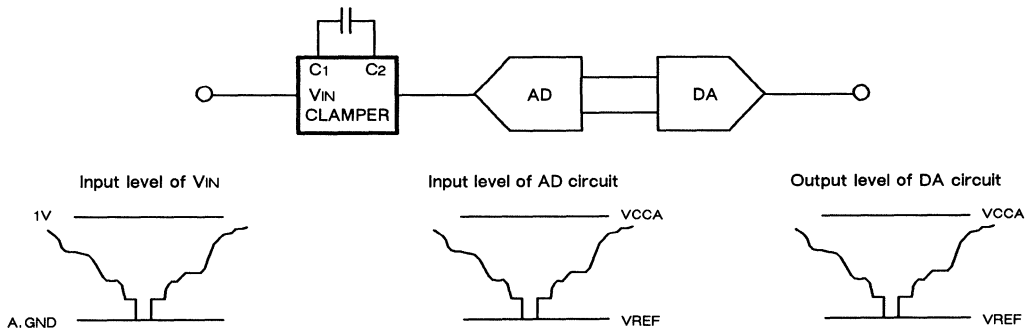 C1 C2
VIN
CLAMPER
AD
DA
Input level of VIN
Input level of AD circuit
Output level of DA circuit
1V
VCCA
VCCA
A.GND
VREF
VREF